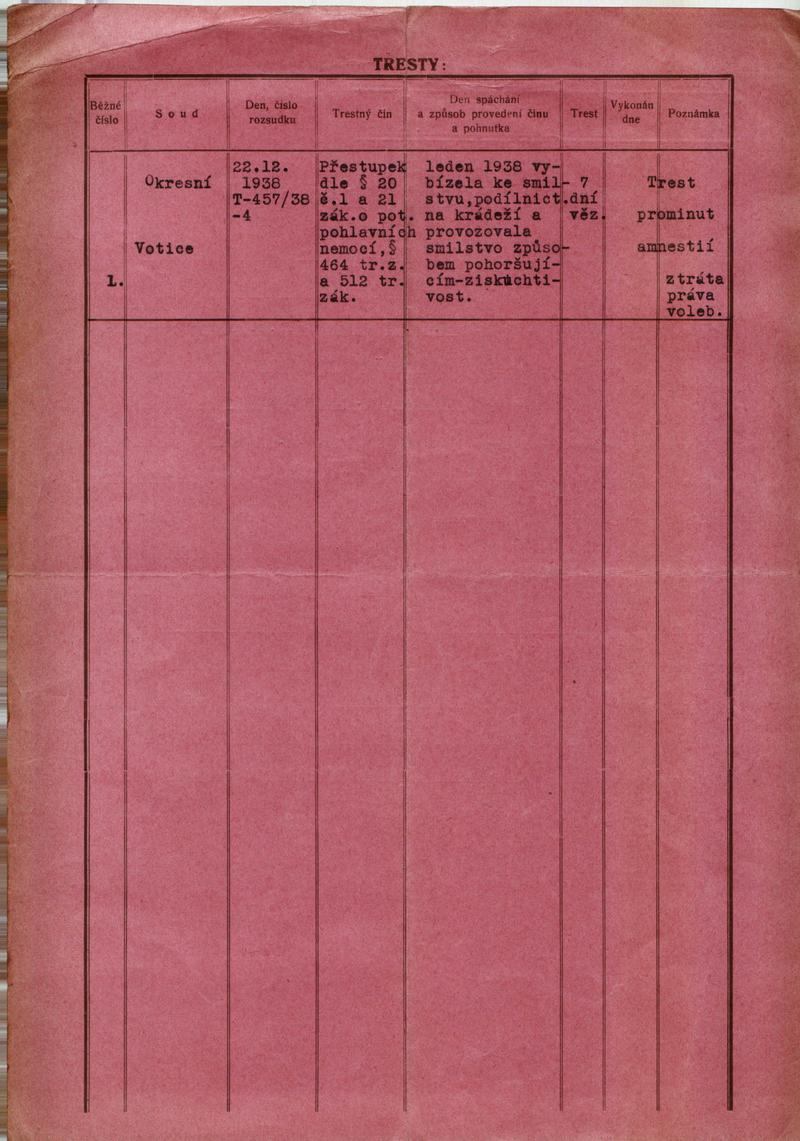 TRESTY:
Běžné číslo
Soud
Den, číslo rozsudku
Trestný čin
Den spáchání a způsob provedení činu a pohnutka
Trest
Vykonán dne
Poznámka
1.
Okresní
Votice
22.12.
1938
T-457/38
-4
Přestupek
dle § 20
č.1 a 21
zák.o pot.
pohlavních
nemocí,§
464 tr.z.
a 512 tr.
zák.
leden 1938 vy-
bízela ke smil-
stvu,podílnict.
na krádeží a
provozovala
smilstvo způso-
bem pohoršují-
cím-ziskuchti-
vost.
7
dní
věz.
Trest
prominut
amnestií
ztráta
práva
voleb.